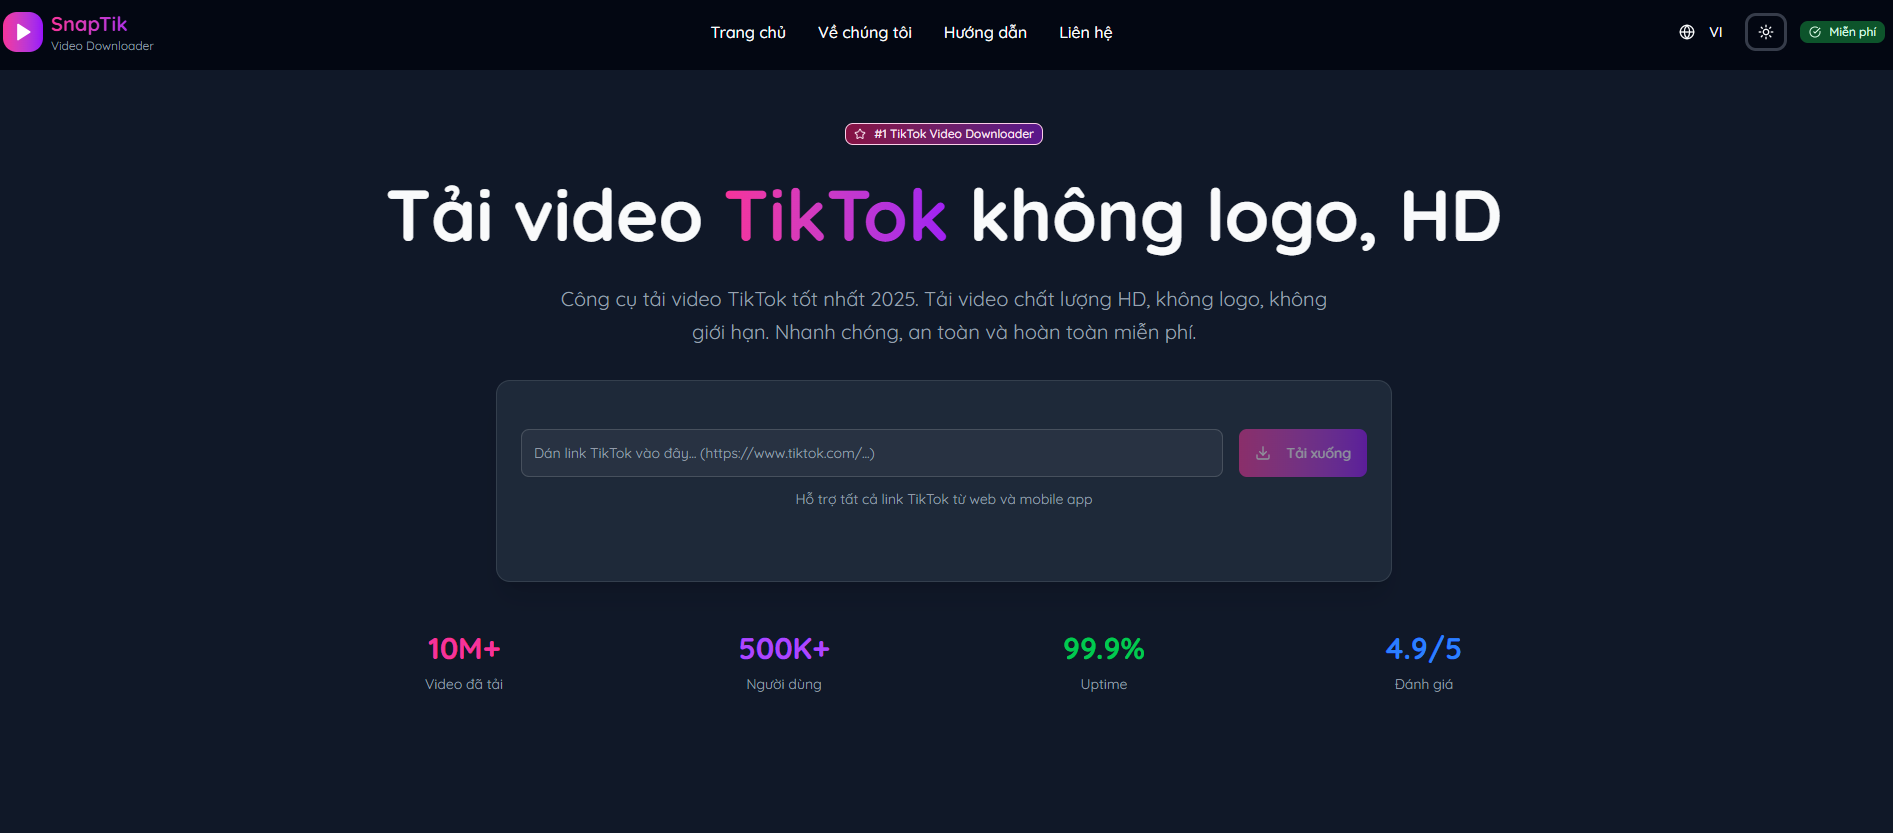 SnapTik
Video Downloader
Trang chủ
Về chúng tôi
Hướng dẫn
Liên hệ
VI
Miễn phí
#1 TikTok Video Downloader
Tải video TikTok không logo, HD
Công cụ tải video TikTok tốt nhất 2025. Tải video chất lượng HD, không logo, không
giới hạn. Nhanh chóng, an toàn và hoàn toàn miễn phí.
Dán link TikTok vào đây... (https://www.tiktok.com/...)
Tải xuống
Hỗ trợ tất cả link TikTok từ web và mobile app
10M+
Video đã tải
500K+
Người dùng
99.9%
Uptime
4.9/5
Đánh giá